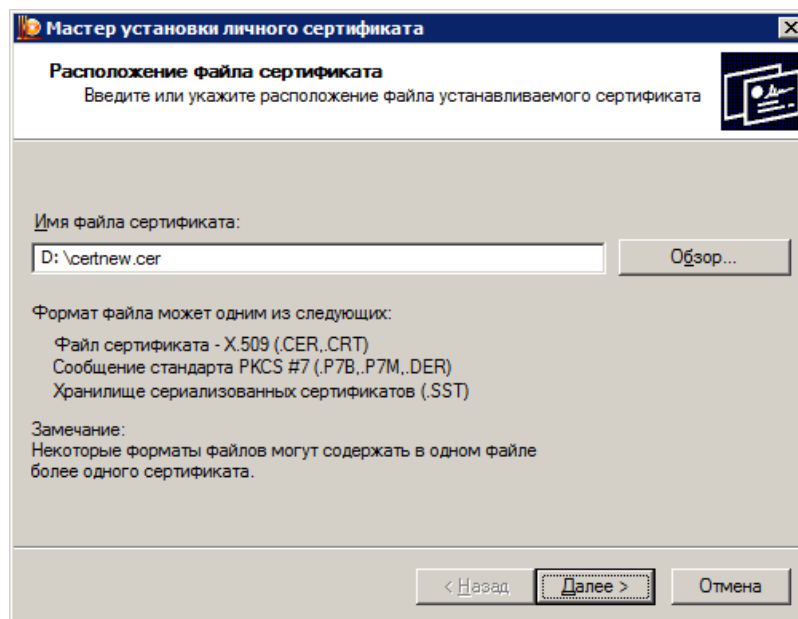 Мастер установки личного сертификата
Расположение файла сертификата
Введите или укажите расположение файла устанавливаемого сертификата
Имя файла сертификата:
D: \certnew.cer
Обзор...
Формат файла может одним из следующих:
Файл сертификата - X.509 (.CER,.CRT)
Сообщение стандарта PKCS #7 (.P7B,.P7M,.DER)
Хранилище сериализованных сертификатов (.SST)
Замечание:
Некоторые форматы файлов могут содержать в одном файле
более одного сертификата.
< Назад
Далее >
Отмена